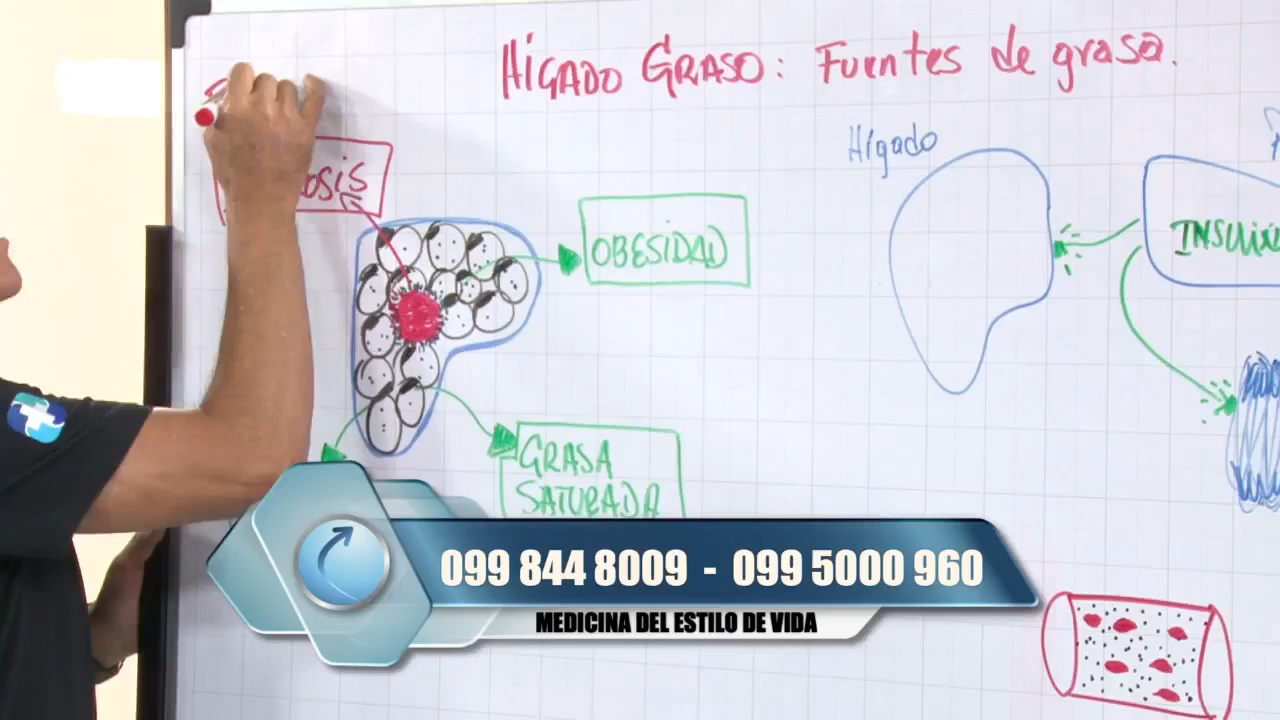 HÍGADO GRASO: Fuentes de grasa.
Hígado
OBESIDAD
GRASA
SATURADA
099 844 8009 - 099 5000 960
MEDICINA DEL ESTILO DE VIDA